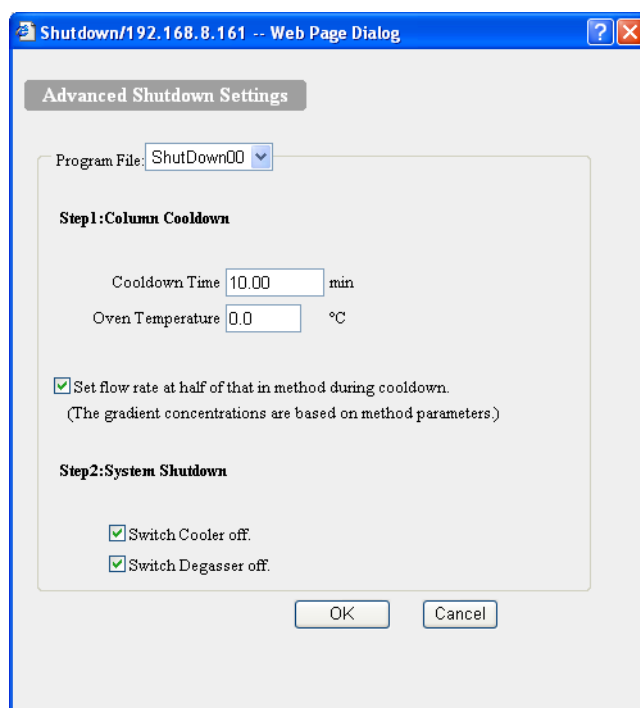 Shutdown/192.168.8.161 -- Web Page Dialog
Advanced Shutdown Settings
Program File: ShutDown00
Step1:Column Cooldown
Cooldown Time 10.00 min
Oven Temperature 0.0 °C
Set flow rate at half of that in method during cooldown.
(The gradient concentrations are based on method parameters.)
Step2:System Shutdown
Switch Cooler off.
Switch Degasser off.
OK Cancel